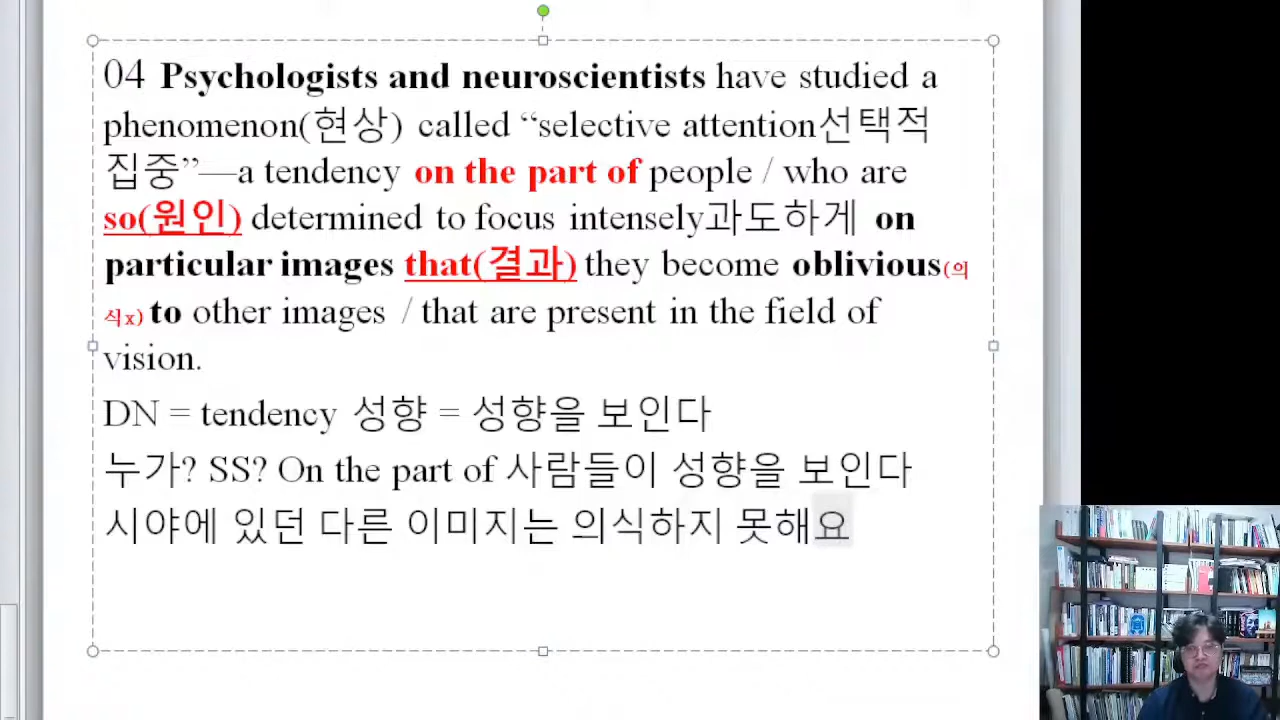 04 Psychologists and neuroscientists have studied a
phenomenon(현상) called “selective attention선택적
집중”—a tendency on the part of people / who are
so(원인) determined to focus intensely과도하게 on
particular images that(결과) they become oblivious(의
식x) to other images / that are present in the field of
vision.
DN = tendency 성향 = 성향을 보인다
누가? SS? On the part of 사람들이 성향을 보인다
시야에 있던 다른 이미지는 의식하지 못해요